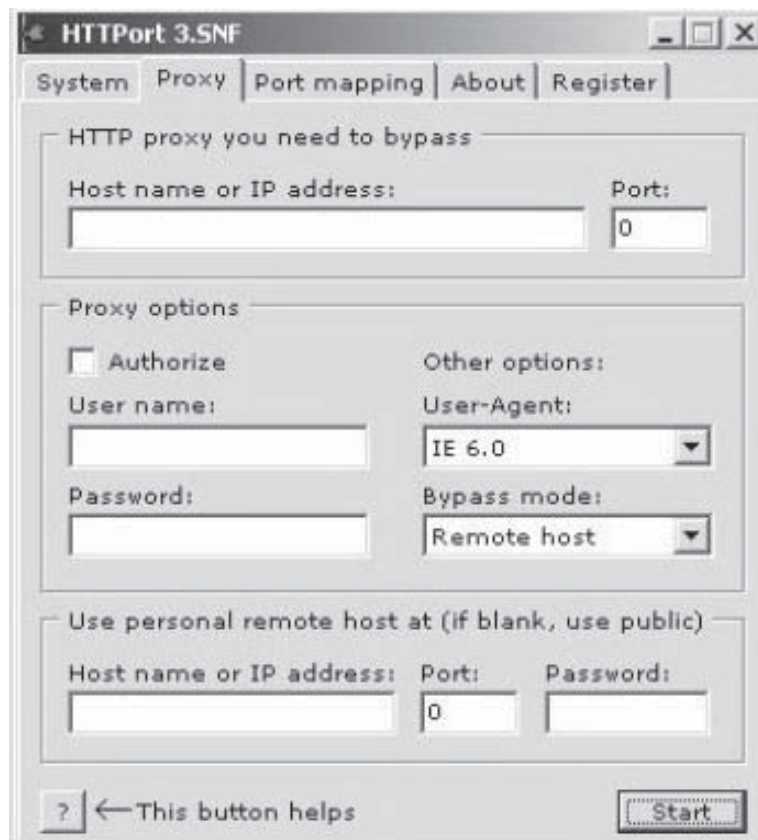 HTTPort 3.SNF
System Proxy Port mapping About Register
HTTP proxy you need to bypass
Host name or IP address: Port:
0
Proxy options
Authorize Other options:
User name: User-Agent:
IE 6.0
Password: Bypass mode:
Remote host
Use personal remote host at (if blank, use public)
Host name or IP address: Port: Password:
0
? ←This button helps Start